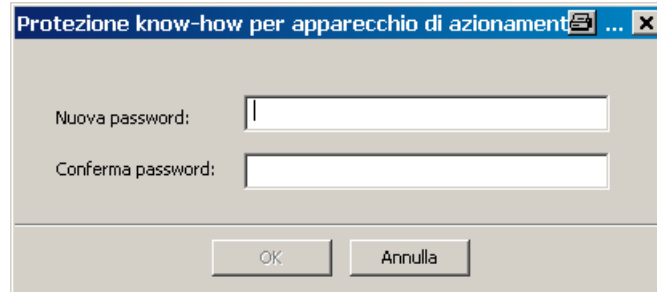 Protezione know-how per apparecchio di azionament ...
Nuova password:
Conferma password:
OK Annulla